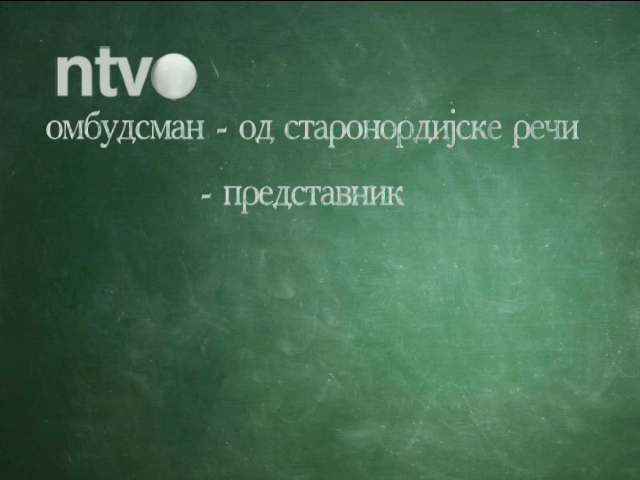 ntv
омбудсман - од старонордијске речи
- представник